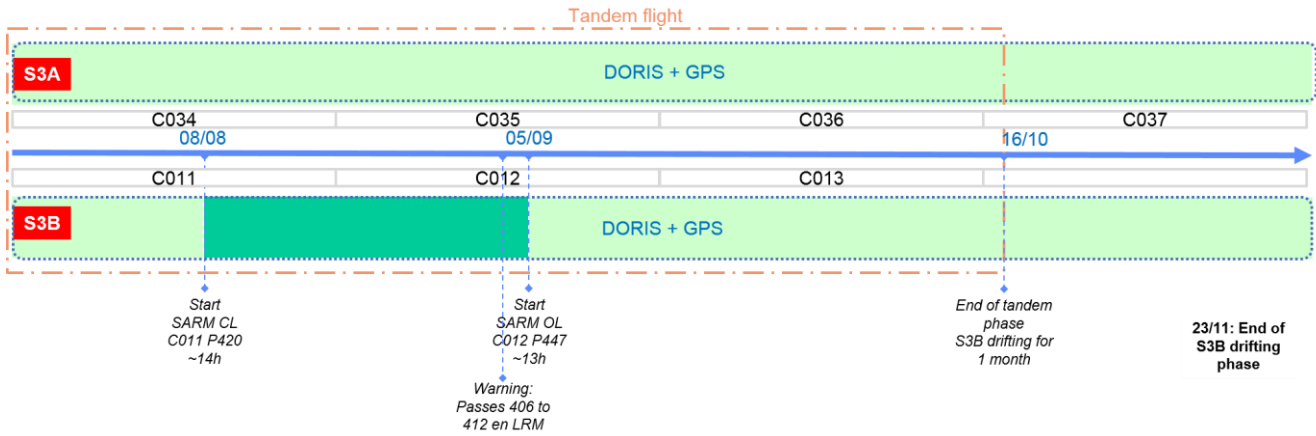 Tandem flight
S3A
DORIS + GPS
C034 C035 C036 C037
08/08 05/09 16/10
C011 C012 C013
S3B
DORIS + GPS
Start
SARM CL
C011 P420
~14h
Start
SARM OL
C012 P447
~13h
Warning:
Passes 406 to
412 en LRM
End of tandem
phase
S3B drifting for
1 month
23/11: End of
S3B drifting
phase